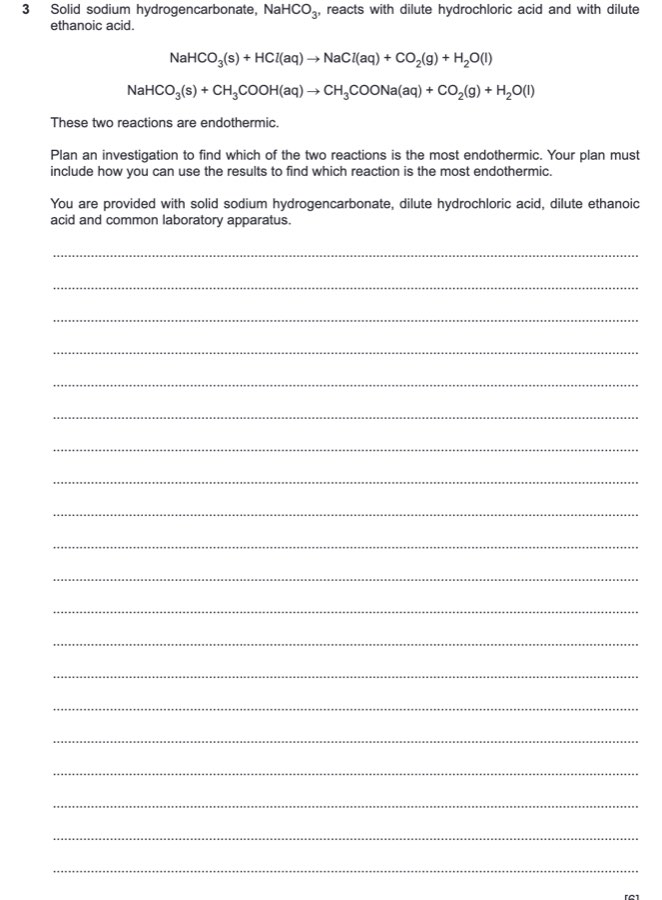 3 Solid sodium hydrogencarbonate, NaHCO₃, reacts with dilute hydrochloric acid and with dilute
ethanoic acid.
NaHCO₃(s) + HCl(aq) → NaCl(aq) + CO₂(g) + H₂O(l)
NaHCO₃(s) + CH₃COOH(aq) → CH₃COONa(aq) + CO₂(g) + H₂O(l)
These two reactions are endothermic.
Plan an investigation to find which of the two reactions is the most endothermic. Your plan must
include how you can use the results to find which reaction is the most endothermic.
You are provided with solid sodium hydrogencarbonate, dilute hydrochloric acid, dilute ethanoic
acid and common laboratory apparatus.
[6]